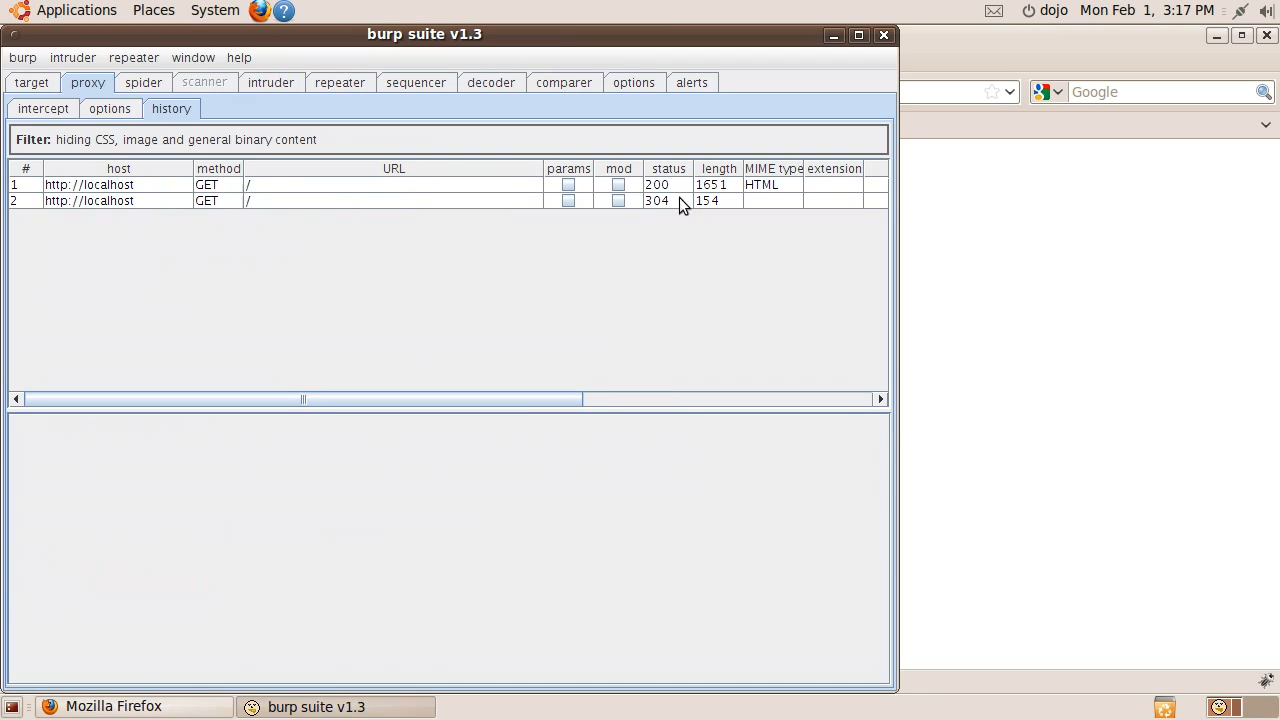 Applications Places System dojo Mon Feb 1, 3:17 PM
burp suite v1.3
burp intruder repeater window help
target proxy spider scanner intruder repeater sequencer decoder comparer options alerts
Google
intercept options history
Filter: hiding CSS, image and general binary content
# host method URL params mod status length MIME type extension
1 http://localhost GET / 200 1651 HTML
2 http://localhost GET / 304 154
Mozilla Firefox burp suite v1.3